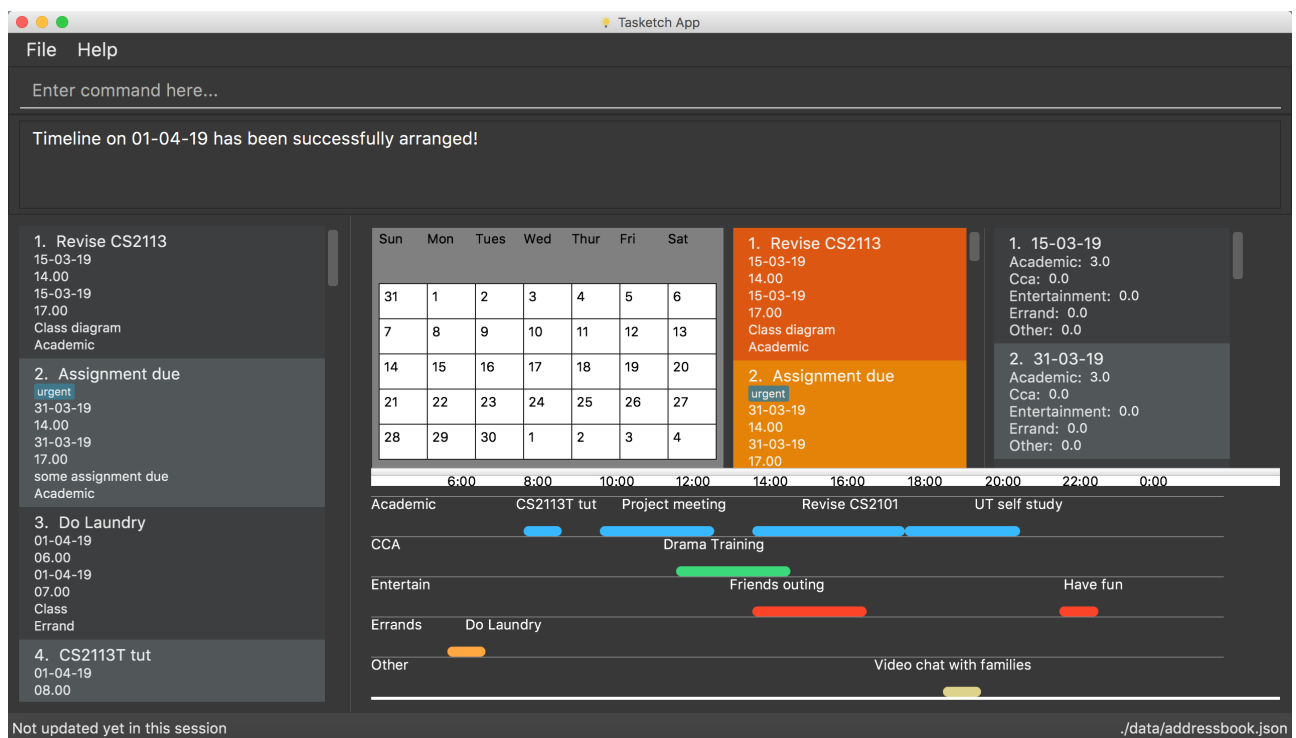 Tasketch App
File Help
Enter command here...
Timeline on 01-04-19 has been successfully arranged!
1. Revise CS2113
15-03-19
14.00
15-03-19
17.00
Class diagram
Academic
2. Assignment due
urgent
31-03-19
14.00
31-03-19
17.00
some assignment due
Academic
3. Do Laundry
01-04-19
06.00
01-04-19
07.00
Class
Errand
4. CS2113T tut
01-04-19
08.00
Sun Mon Tues Wed Thur Fri Sat
31 1 2 3 4 5 6
7 8 9 10 11 12 13
14 15 16 17 18 19 20
21 22 23 24 25 26 27
28 29 30 1 2 3 4
1. Revise CS2113
15-03-19
14.00
15-03-19
17.00
Class diagram
Academic
2. Assignment due
urgent
31-03-19
14.00
31-03-19
17.00
1. 15-03-19
Academic: 3.0
Cca: 0.0
Entertainment: 0.0
Errand: 0.0
Other: 0.0
2. 31-03-19
Academic: 3.0
Cca: 0.0
Entertainment: 0.0
Errand: 0.0
Other: 0.0
6:00 8:00 10:00 12:00 14:00 16:00 18:00 20:00 22:00 0:00
Academic CS2113T tut Project meeting Revise CS2101 UT self study
CCA Drama Training
Entertain Friends outing Have fun
Errands Do Laundry
Other Video chat with families
Not updated yet in this session ./data/addressbook.json